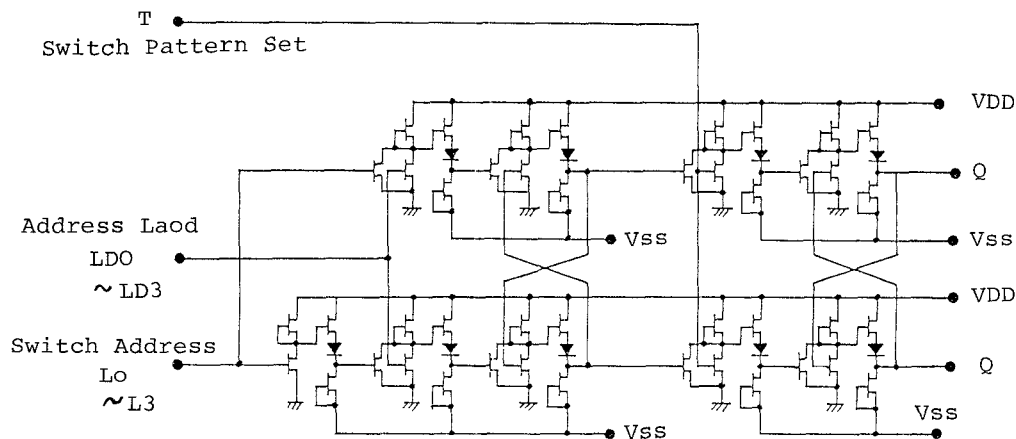 T
Switch Pattern Set
VDD
Q
Address Laod
LDO
~LD3
Vss
Vss
VDD
Switch Address
Lo
~L3
Q
Vss
Vss